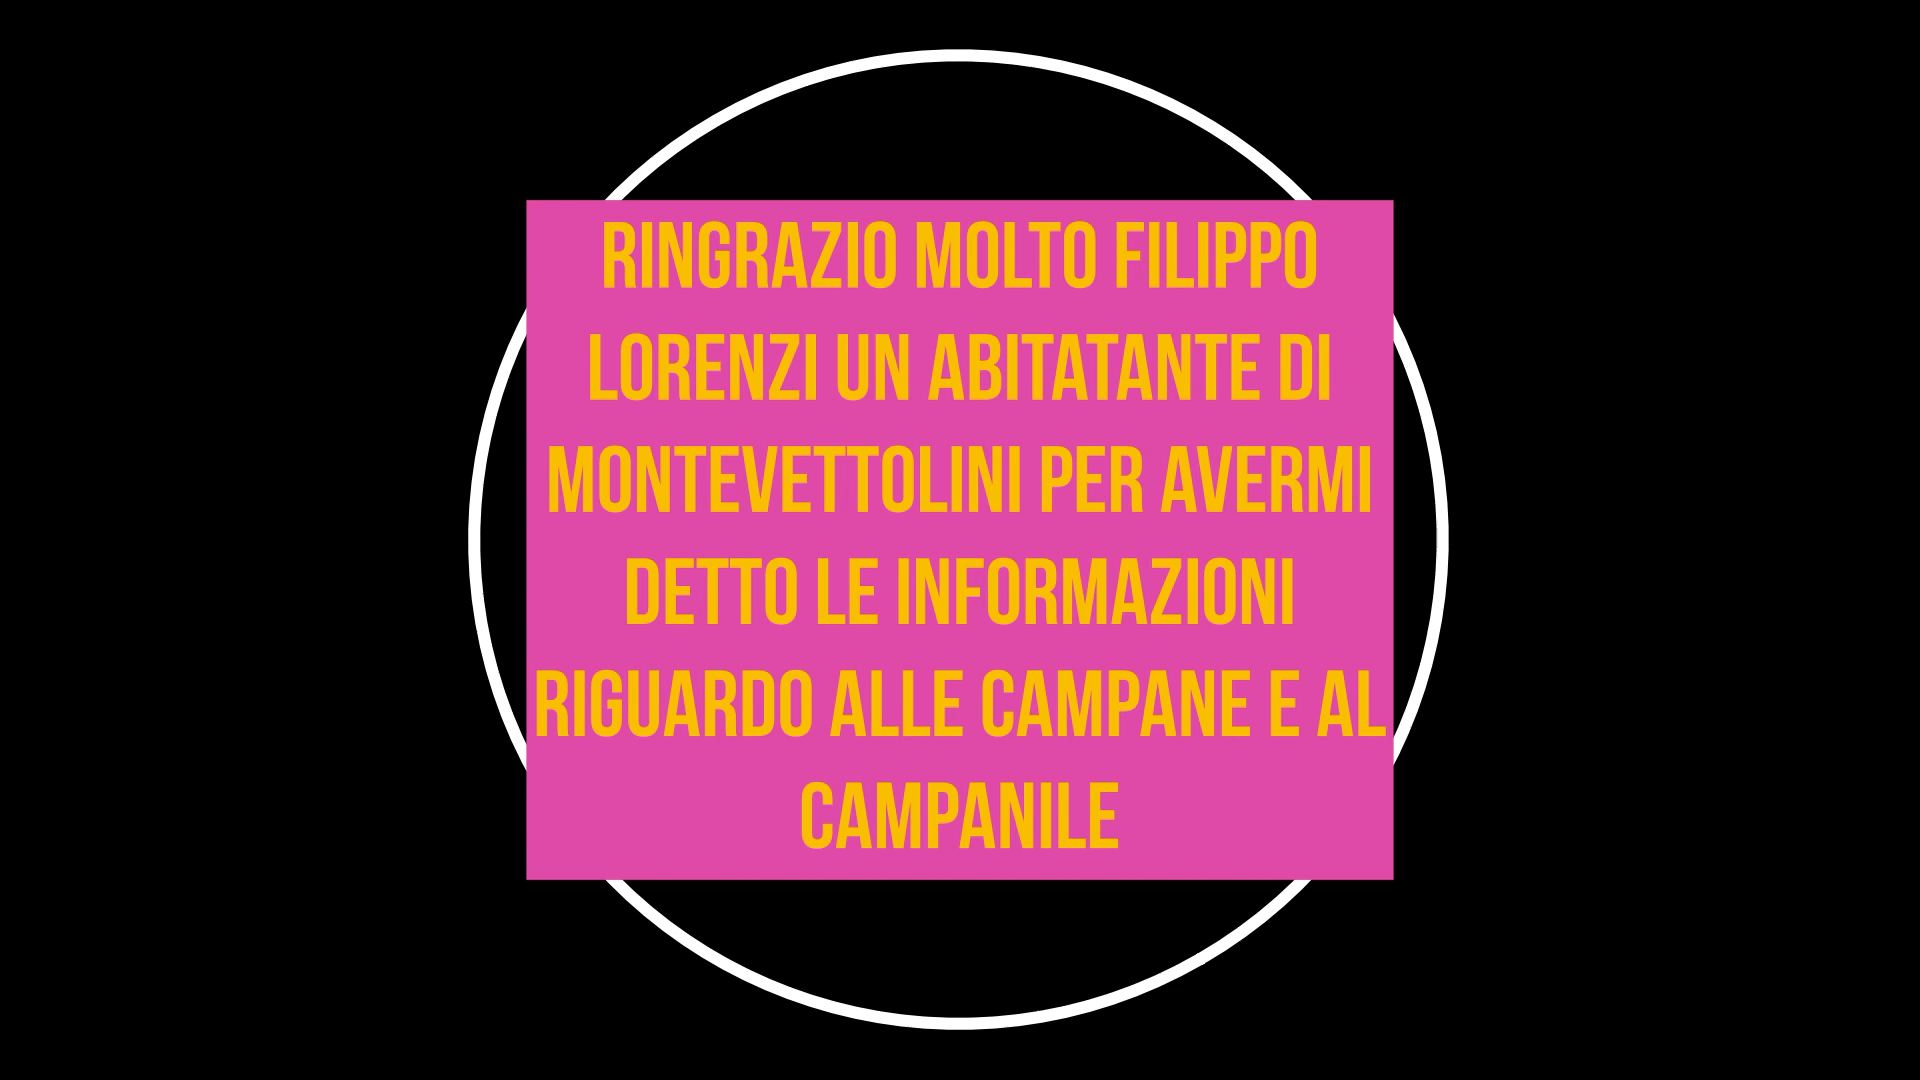 RINGRAZIO MOLTO FILIPPO
LORENZI UN ABITATANTE DI
MONTEVETTOLINI PER AVERMI
DETTO LE INFORMAZIONI
RIGUARDO ALLE CAMPANE E AL
CAMPANILE